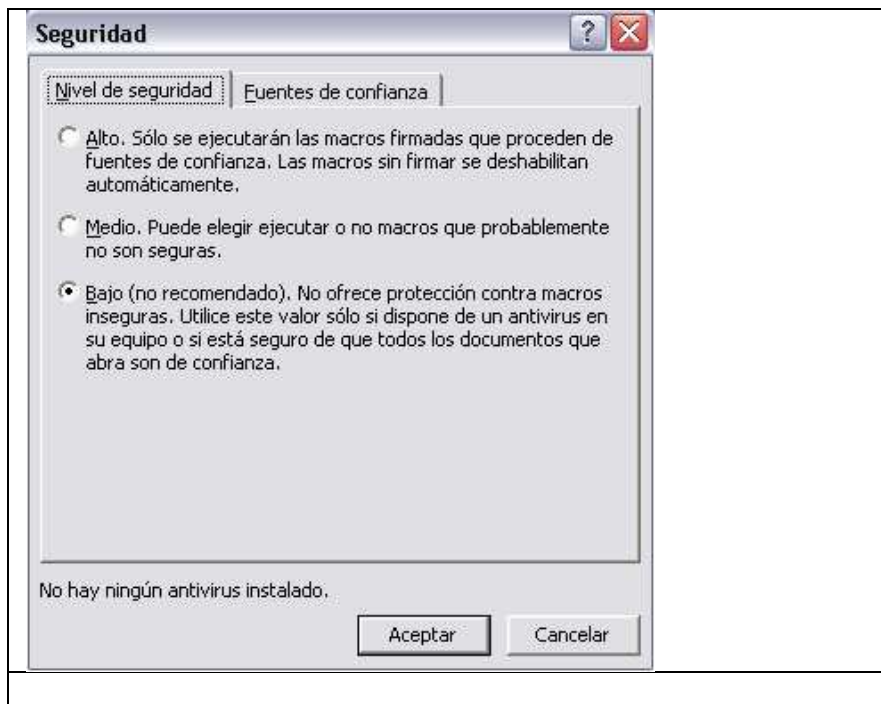 Seguridad
Nivel de seguridad Fuentes de confianza
Alto. Sólo se ejecutarán las macros firmadas que proceden de
fuentes de confianza. Las macros sin firmar se deshabilitan
automáticamente.
Medio. Puede elegir ejecutar o no macros que probablemente
no son seguras.
Bajo (no recomendado). No ofrece protección contra macros
inseguras. Utilice este valor sólo si dispone de un antivirus en
su equipo o si está seguro de que todos los documentos que
abra son de confianza.
No hay ningún antivirus instalado.
Aceptar Cancelar